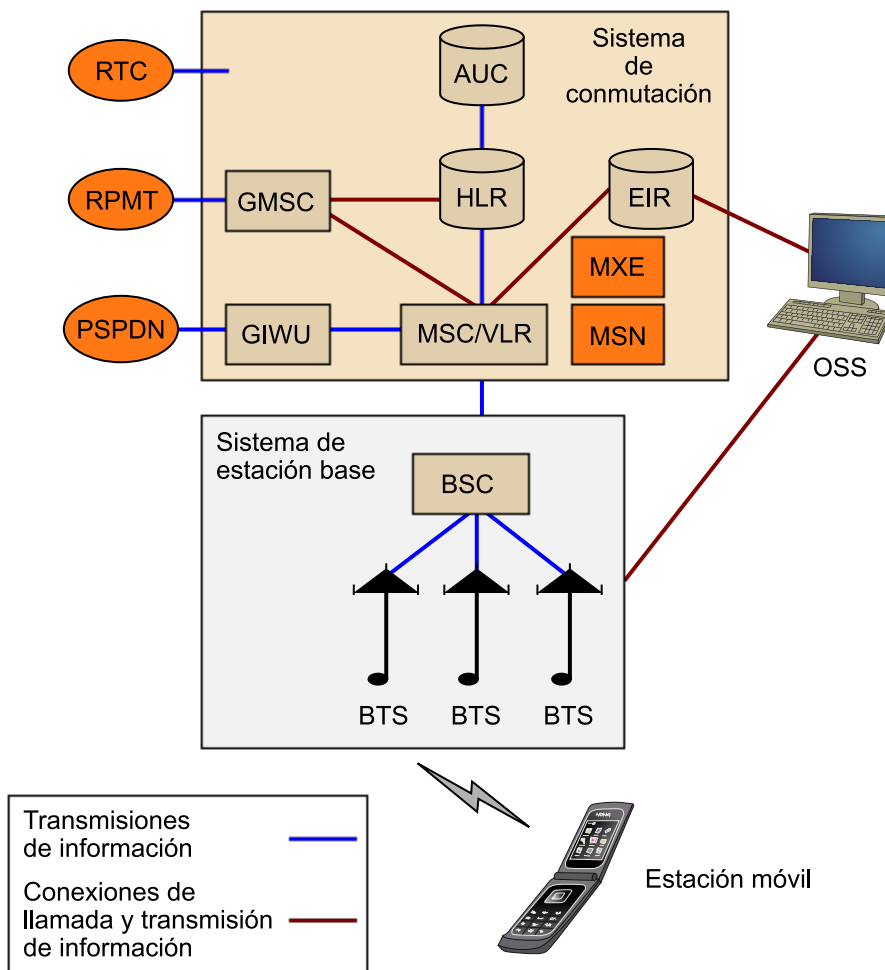 Sistema
de
conmutación
RTC
AUC
RPMT
GMSC
HLR
EIR
MXE
PSPDN
GIWU
MSC/VLR
MSN
OSS
Sistema de
estación base
BSC
BTS
BTS
BTS
Transmisiones
de información
Conexiones de
llamada y transmisión
de información
Estación móvil